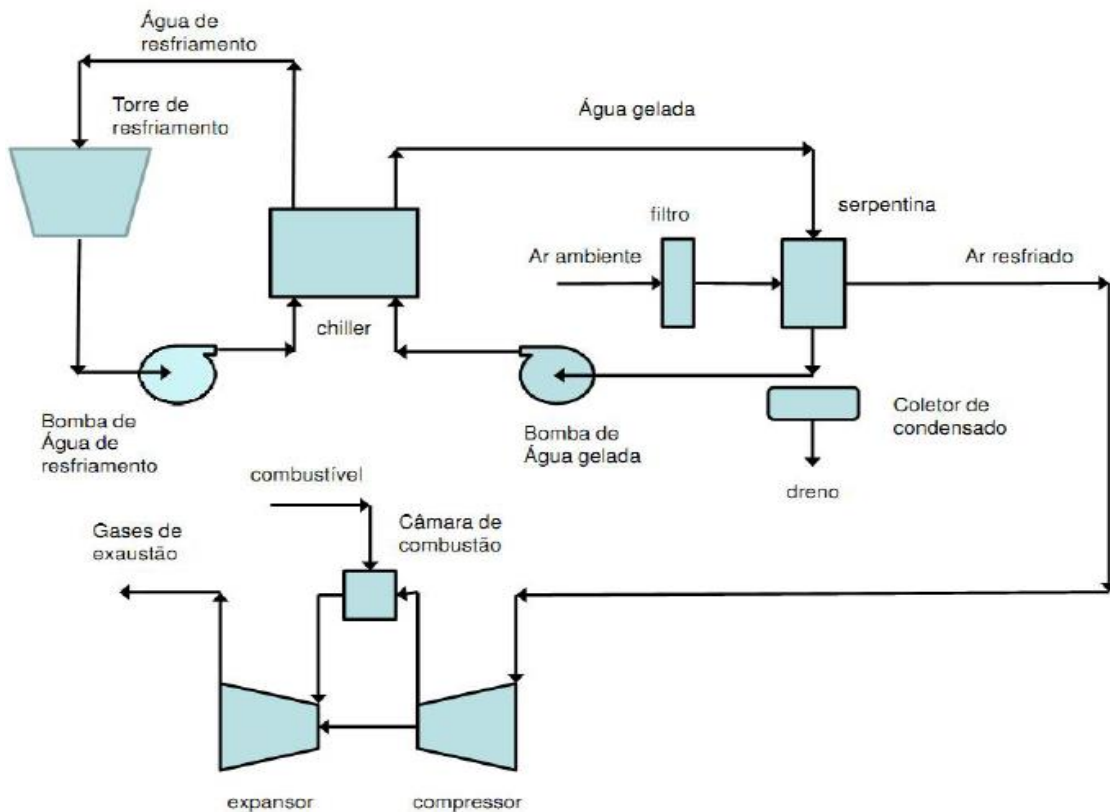 Água de
resfriamento
Torre de
resfriamento
Água gelada
serpentina
filtro
Ar ambiente
Ar resfriado
chiller
Bomba de
Água de
resfriamento
Bomba de
Água gelada
Coletor de
condensado
dreno
combustível
Câmara de
combustão
Gases de
exaustão
expansor
compressor